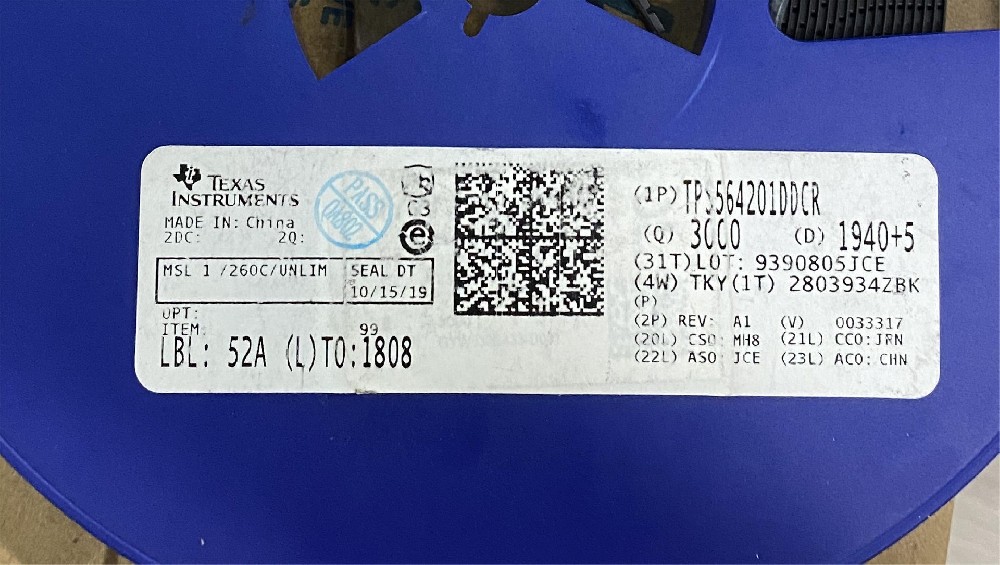 TEXAS
INSTRUMENTS
MADE IN: China
2DC: 2Q:
PASS
G3
e
MSL 1 /260C/UNLIM
SEAL DT
10/15/19
OPT:
ITEM: 99
LBL: 52A (L)TO:1808
(1P) TPS564201DDCR
(Q) 3000 (D) 1940+5
(31T)LOT: 9390805JCE
(4W) TKY(1T) 2803934ZBK
(P)
(2P) REV: A1 (V) 0033317
(20L) CSO: MH8 (21L) CCO:JRN
(22L) ASO: JCE (23L) ACO: CHN